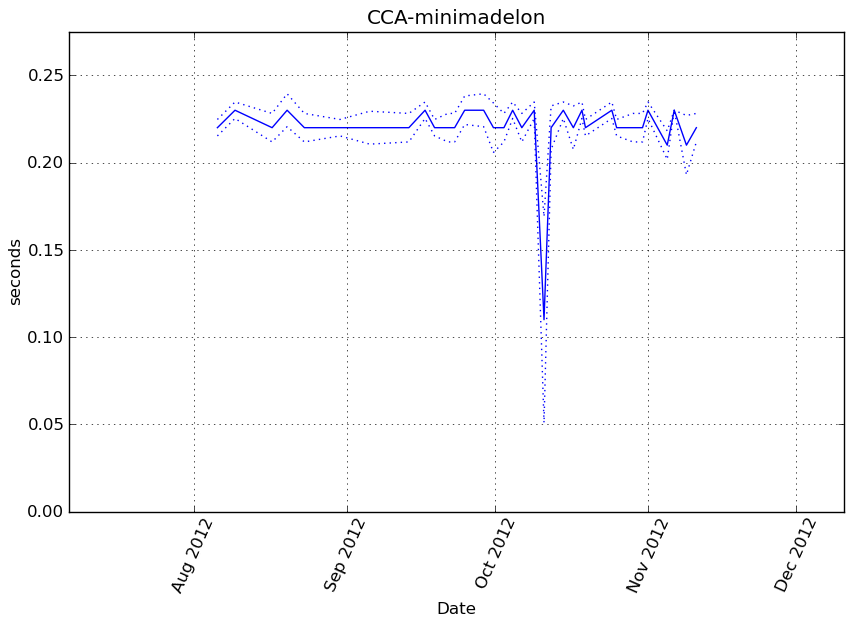 CCA-minimadelon
0.25
0.20
0.15
0.10
0.05
0.00
seconds
Aug 2012
Sep 2012
Oct 2012
Nov 2012
Dec 2012
Date